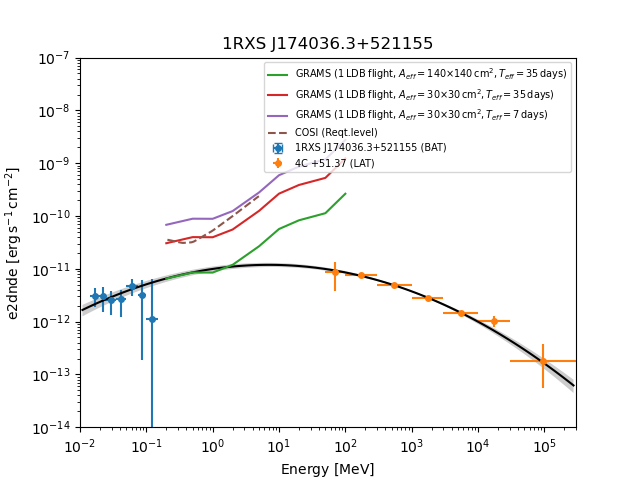 1RXS J174036.3+521155
GRAMS (1 LDB flight, A_eff = 140×140 cm², T_eff = 35 days)
GRAMS (1 LDB flight, A_eff = 30×30 cm², T_eff = 35 days)
GRAMS (1 LDB flight, A_eff = 30×30 cm², T_eff = 7 days)
COSI (Reqt.level)
1RXS J174036.3+521155 (BAT)
4C +51.37 (LAT)
e2dnde [erg s⁻¹ cm⁻²]
10⁻⁷
10⁻⁸
10⁻⁹
10⁻¹⁰
10⁻¹¹
10⁻¹²
10⁻¹³
10⁻¹⁴
10⁻² 10⁻¹ 10⁰ 10¹ 10² 10³ 10⁴ 10⁵
Energy [MeV]